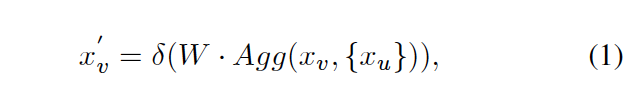 x'_v = δ(W · Agg(x_v, {x_u})), (1)